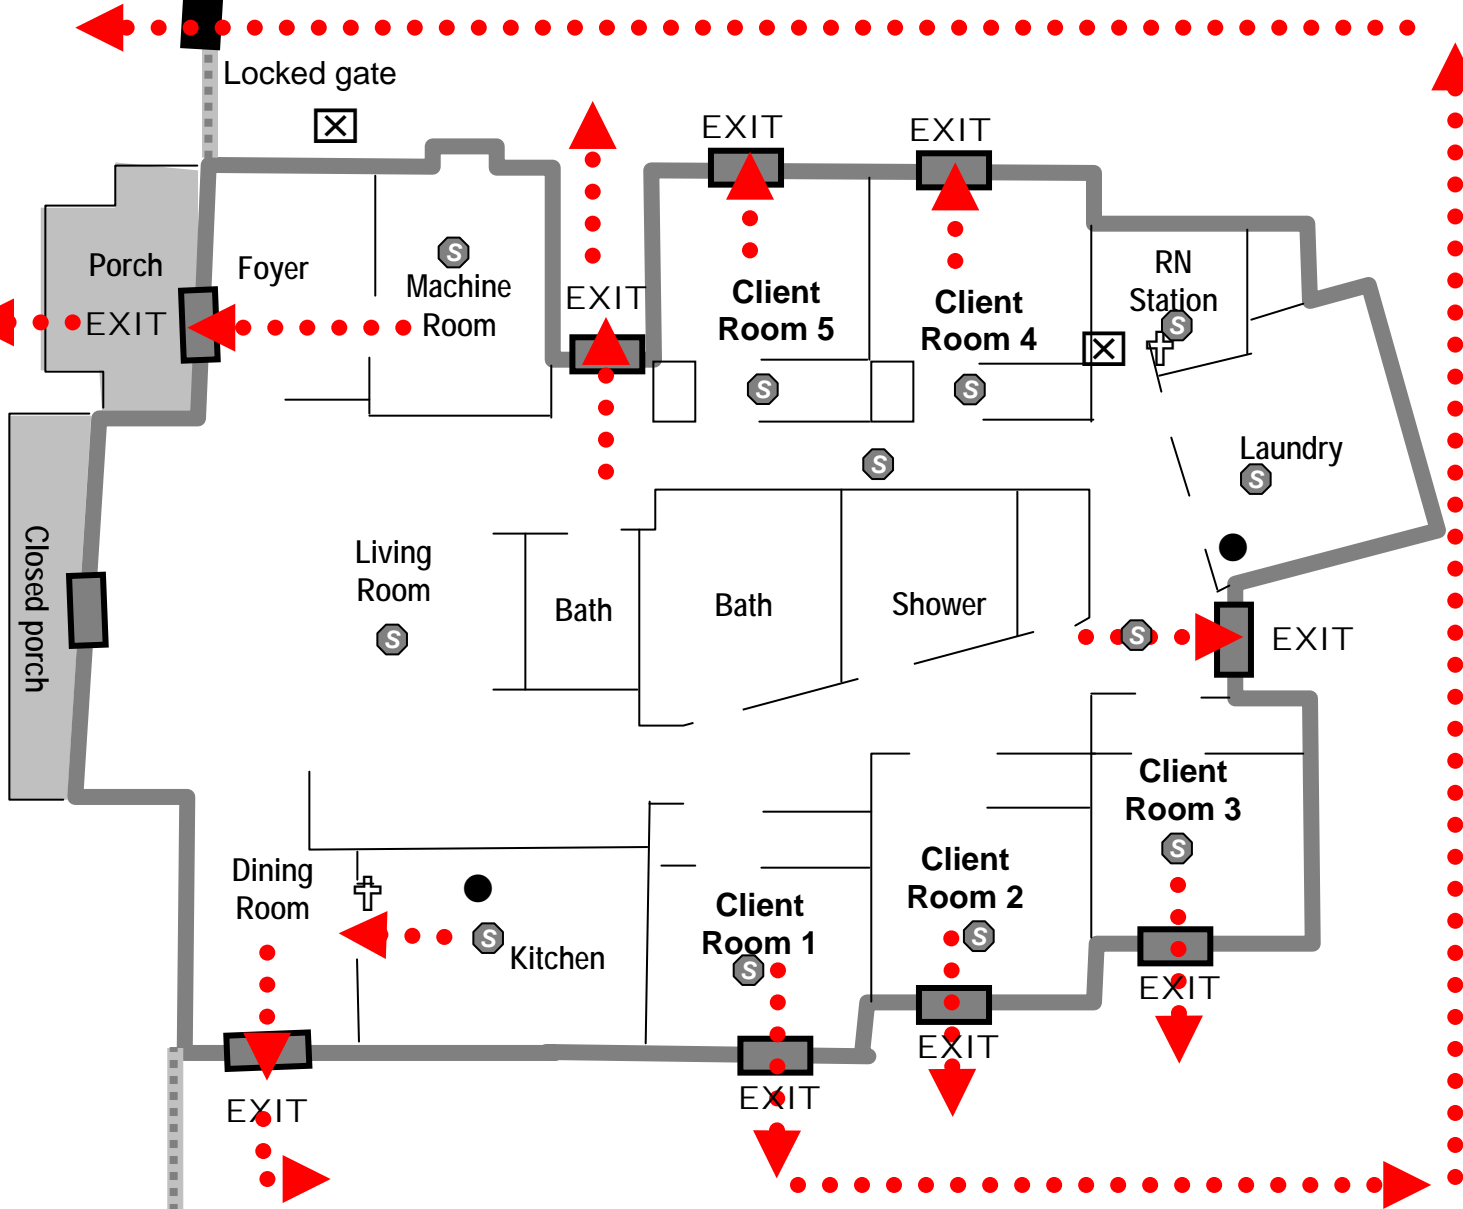 Locked gate
EXIT
EXIT
Porch
Foyer
S
Machine
Room
EXIT
EXIT
Client
Room 5
Client
Room 4
RN
Station
S
S
S
S
Laundry
S
Closed porch
Living
Room
S
Bath
Bath
Shower
S
EXIT
Client
Room 3
S
Dining
Room
Client
Room 2
S
Client
Room 1
S
S
Kitchen
EXIT
EXIT
EXIT
EXIT